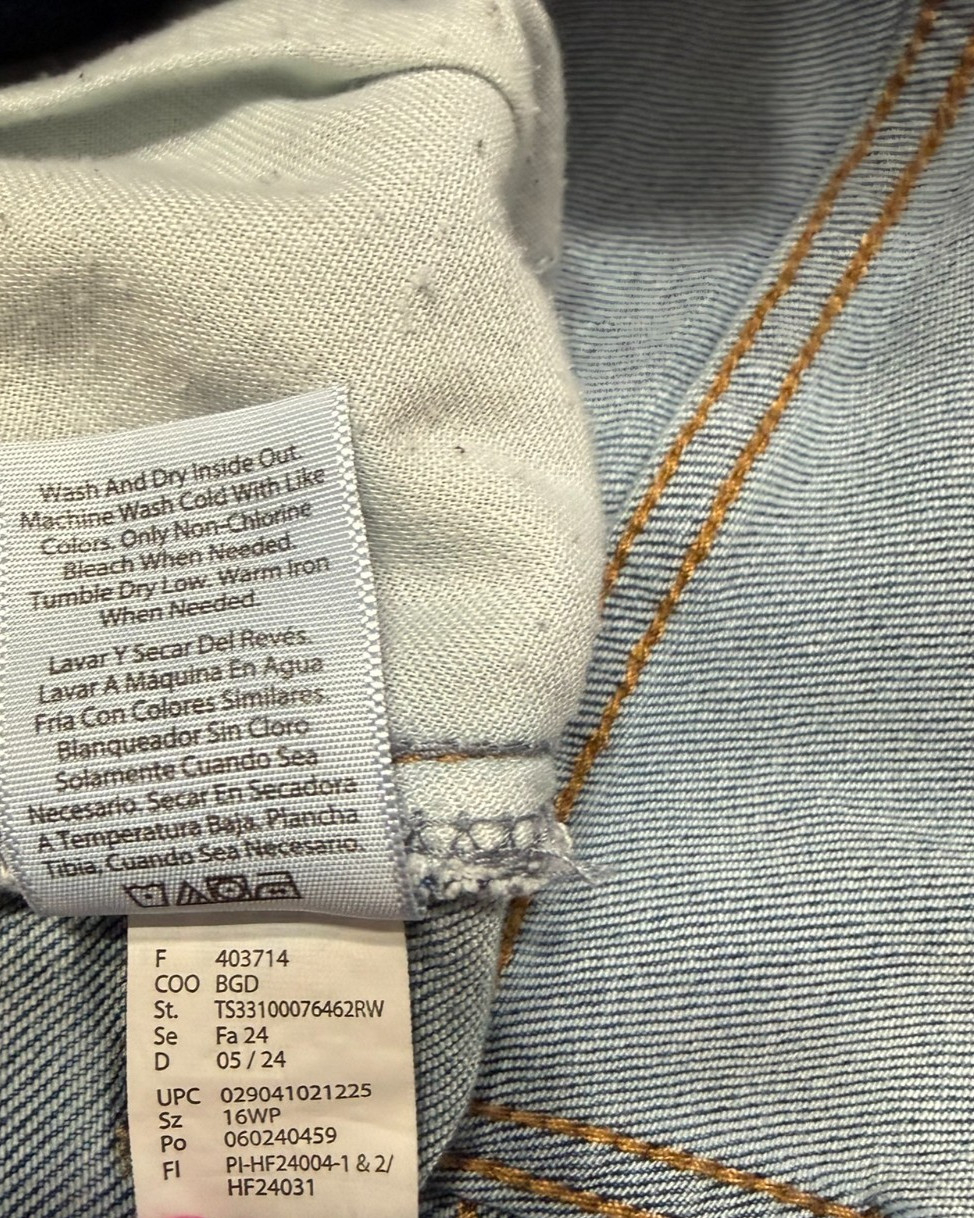 Wash And Dry Inside Out.
Machine Wash Cold With Like
Colors. Only Non-Chlorine
Bleach When Needed.
Tumble Dry Low. Warm Iron
When Needed.
Lavar Y Secar Del Revés.
Lavar A Máquina En Agua
Fría Con Colores Similares.
Blanqueador Sin Cloro
Solamente Cuando Sea
Necesario. Secar En Secadora
A Temperatura Baja. Plancha
Tibia, Cuando Sea Necesario.
F 403714
COO BGD
St. TS33100076462RW
Se Fa 24
D 05 / 24
UPC 029041021225
Sz 16WP
Po 060240459
FI PI-HF24004-1 & 2/
HF24031